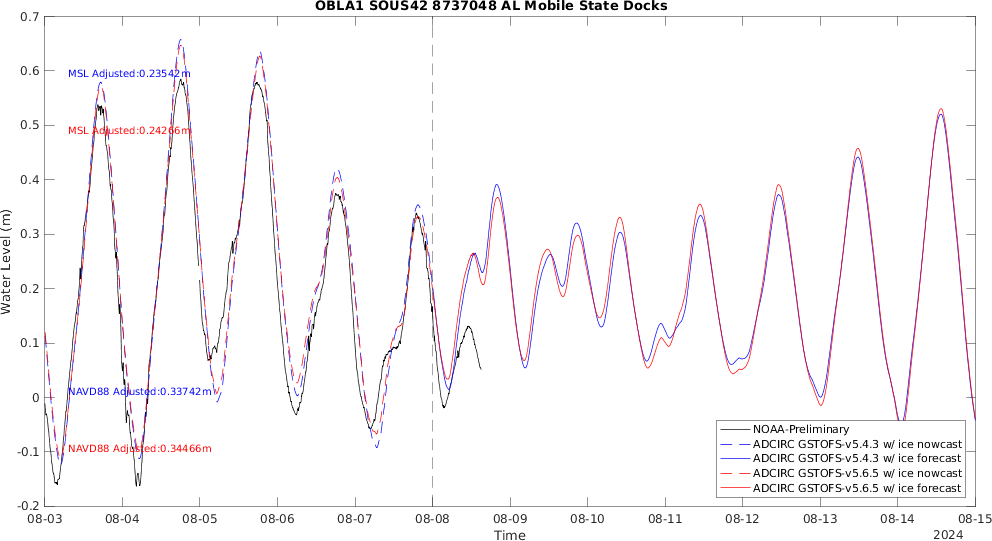 OBLA1 SOUS42 8737048 AL Mobile State Docks
0.7
0.6
0.5
0.4
0.3
0.2
0.1
0
-0.1
-0.2
Water Level (m)
MSL Adjusted:0.23542m
MSL Adjusted:0.24266m
NAVD88 Adjusted:0.33742m
NAVD88 Adjusted:0.34466m
NOAA-Preliminary
ADCIRC GSTOFS-v5.4.3 w/ ice nowcast
ADCIRC GSTOFS-v5.4.3 w/ ice forecast
ADCIRC GSTOFS-v5.6.5 w/ ice nowcast
ADCIRC GSTOFS-v5.6.5 w/ ice forecast
08-03 08-04 08-05 08-06 08-07 08-08 08-09 08-10 08-11 08-12 08-13 08-14 08-15
Time
2024